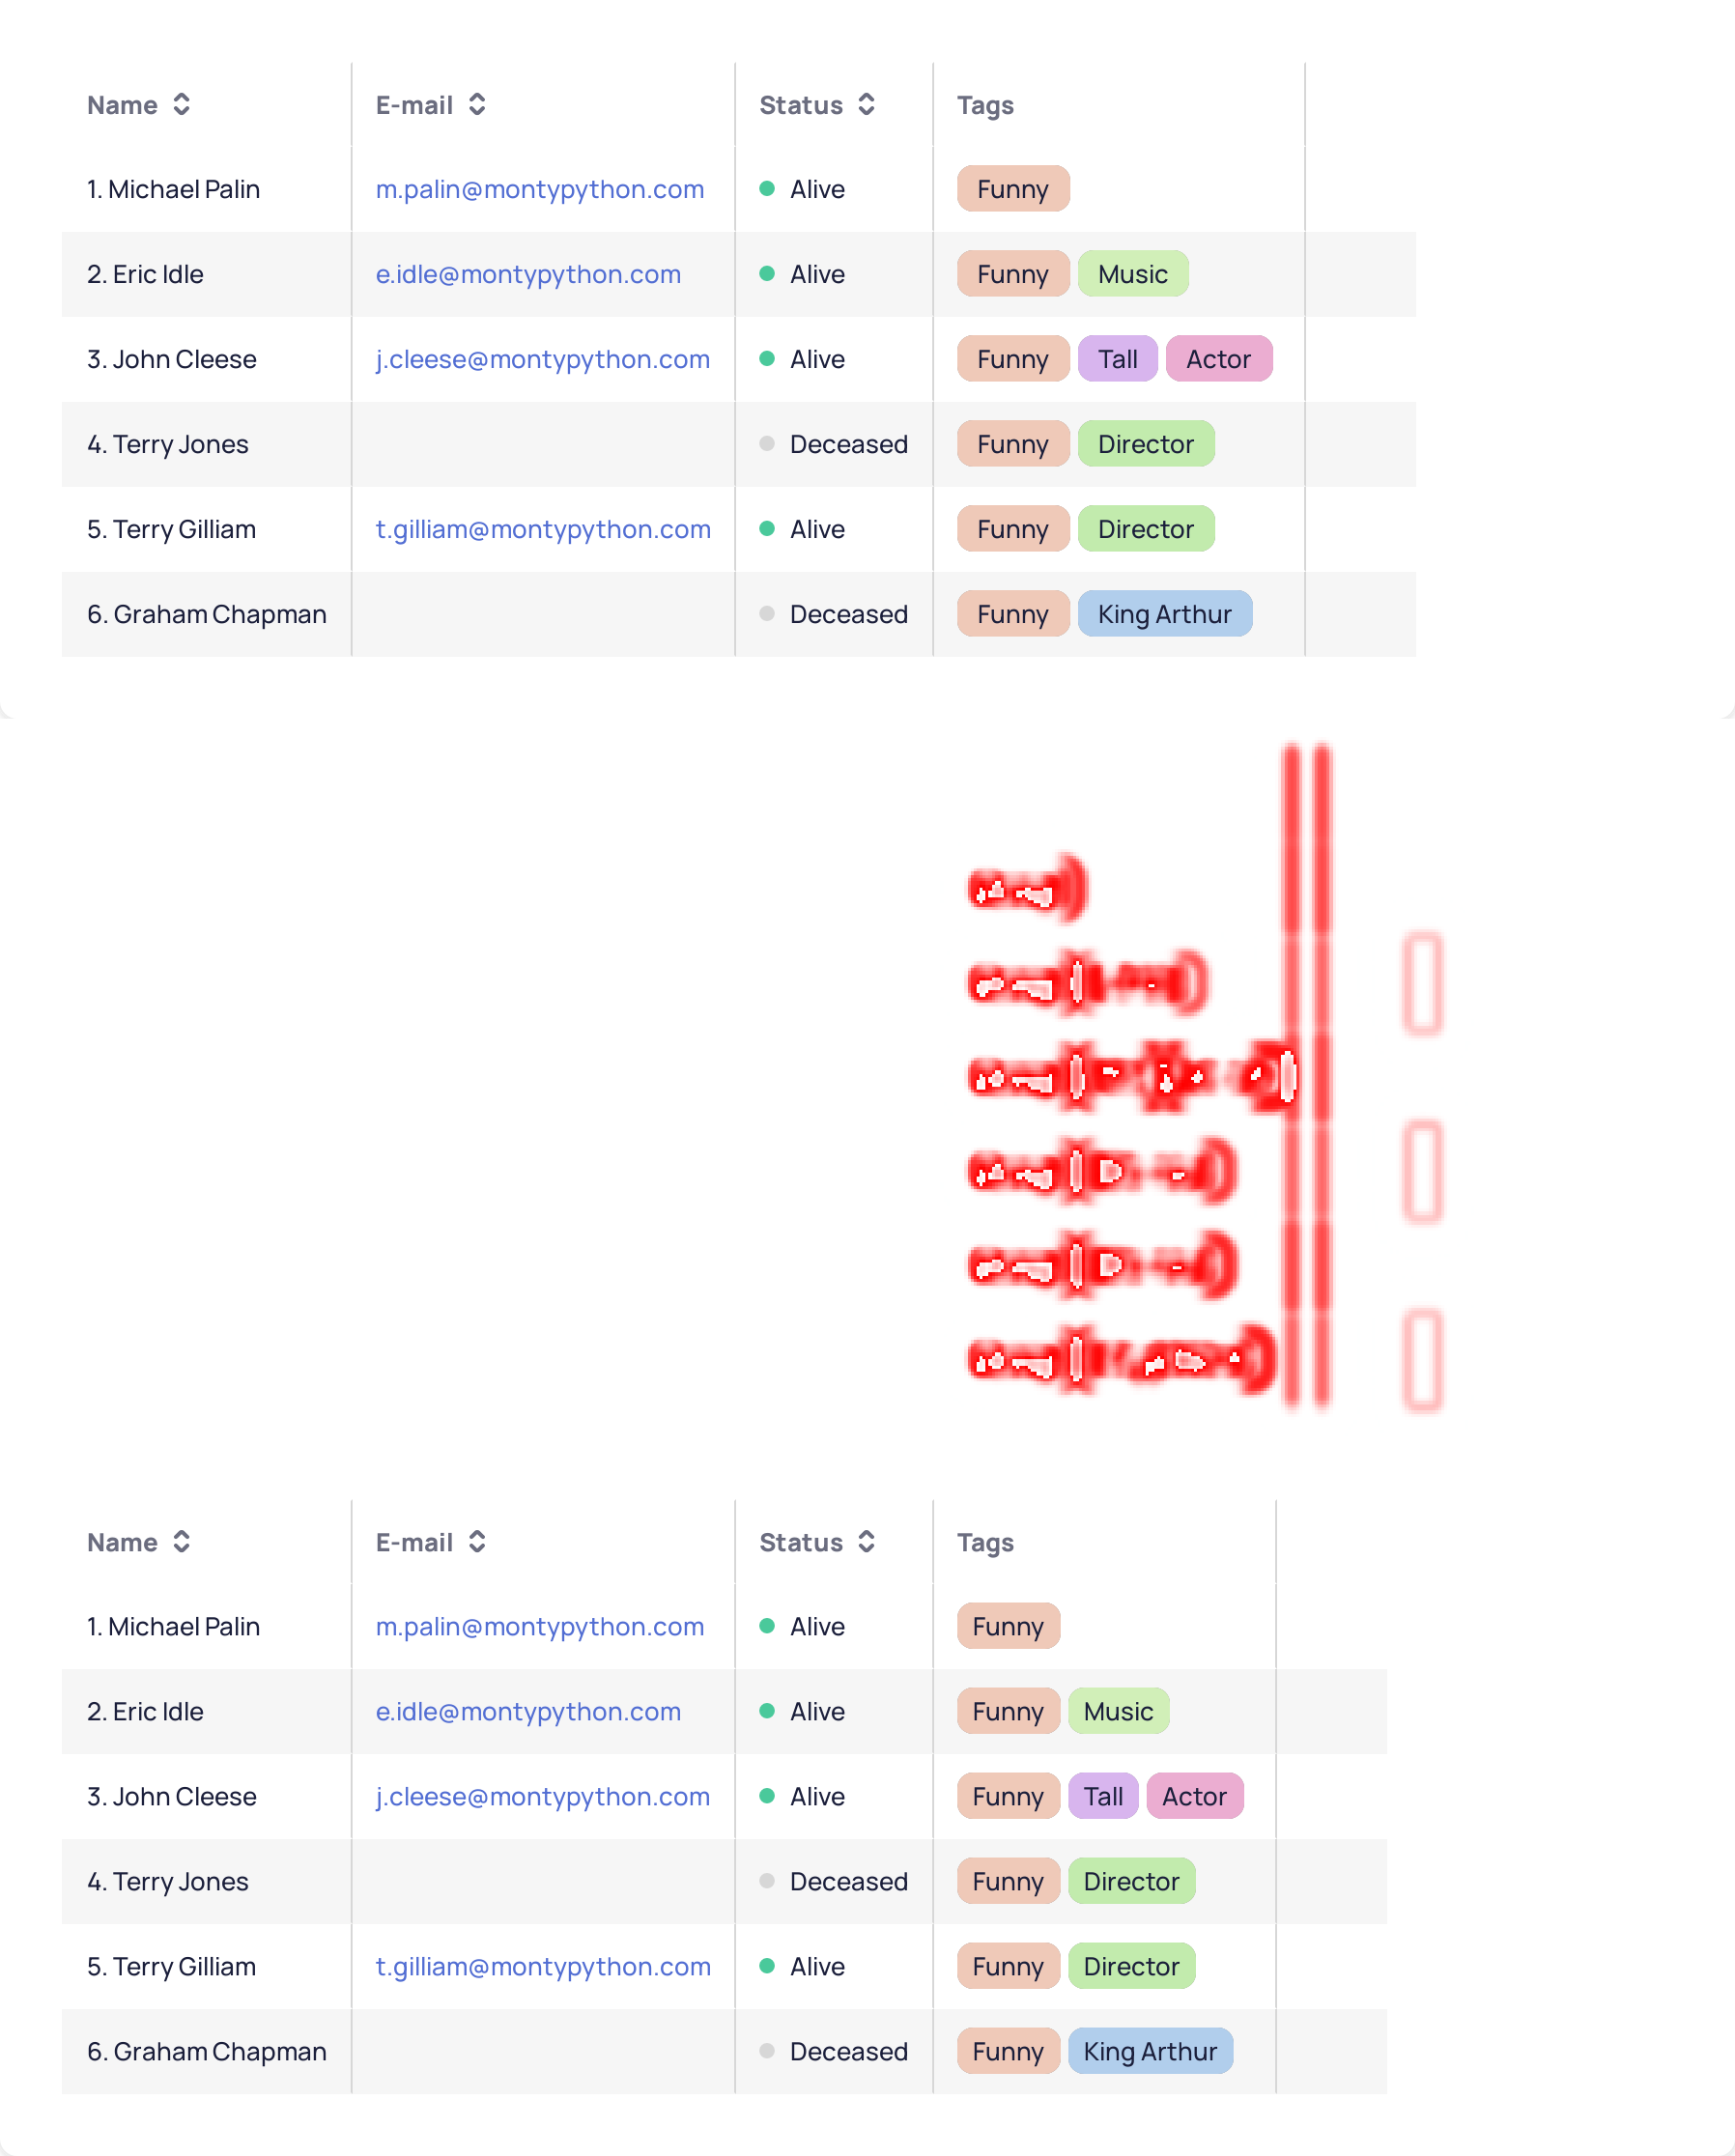 Name E-mail Status Tags
1. Michael Palin m.palin@montypython.com Alive Funny
2. Eric Idle e.idle@montypython.com Alive Funny Music
3. John Cleese j.cleese@montypython.com Alive Funny Tall Actor
4. Terry Jones Deceased Funny Director
5. Terry Gilliam t.gilliam@montypython.com Alive Funny Director
6. Graham Chapman Deceased Funny King Arthur
Name E-mail Status Tags
1. Michael Palin m.palin@montypython.com Alive Funny
2. Eric Idle e.idle@montypython.com Alive Funny Music
3. John Cleese j.cleese@montypython.com Alive Funny Tall Actor
4. Terry Jones Deceased Funny Director
5. Terry Gilliam t.gilliam@montypython.com Alive Funny Director
6. Graham Chapman Deceased Funny King Arthur